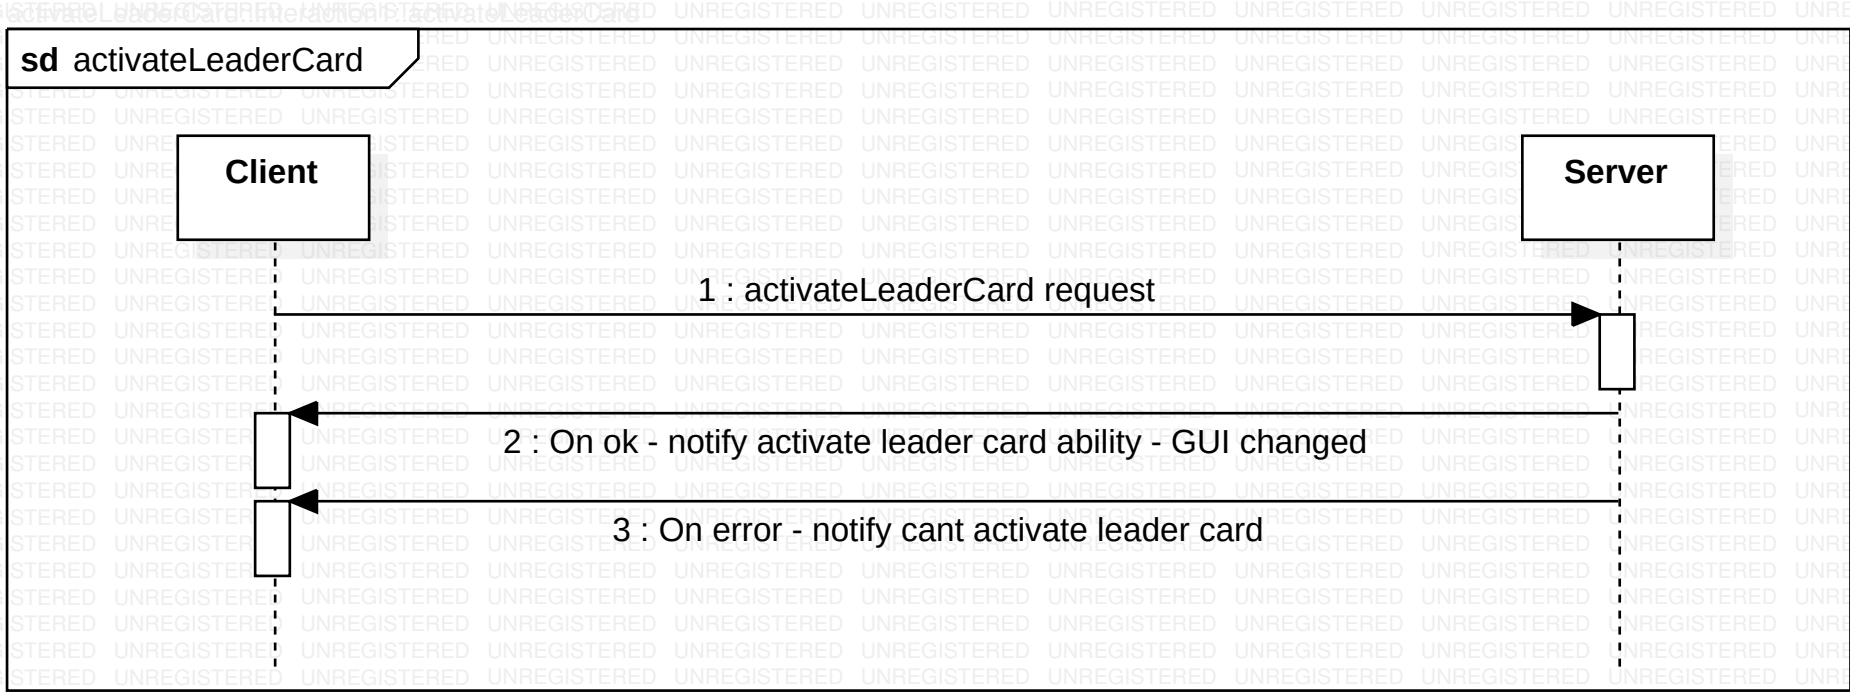 activateLeaderCard::Interaction1::activateLeaderCard
sd activateLeaderCard
Client
Server
1 : activateLeaderCard request
2 : On ok - notify activate leader card ability - GUI changed
3 : On error - notify cant activate leader card
UNREGISTERED